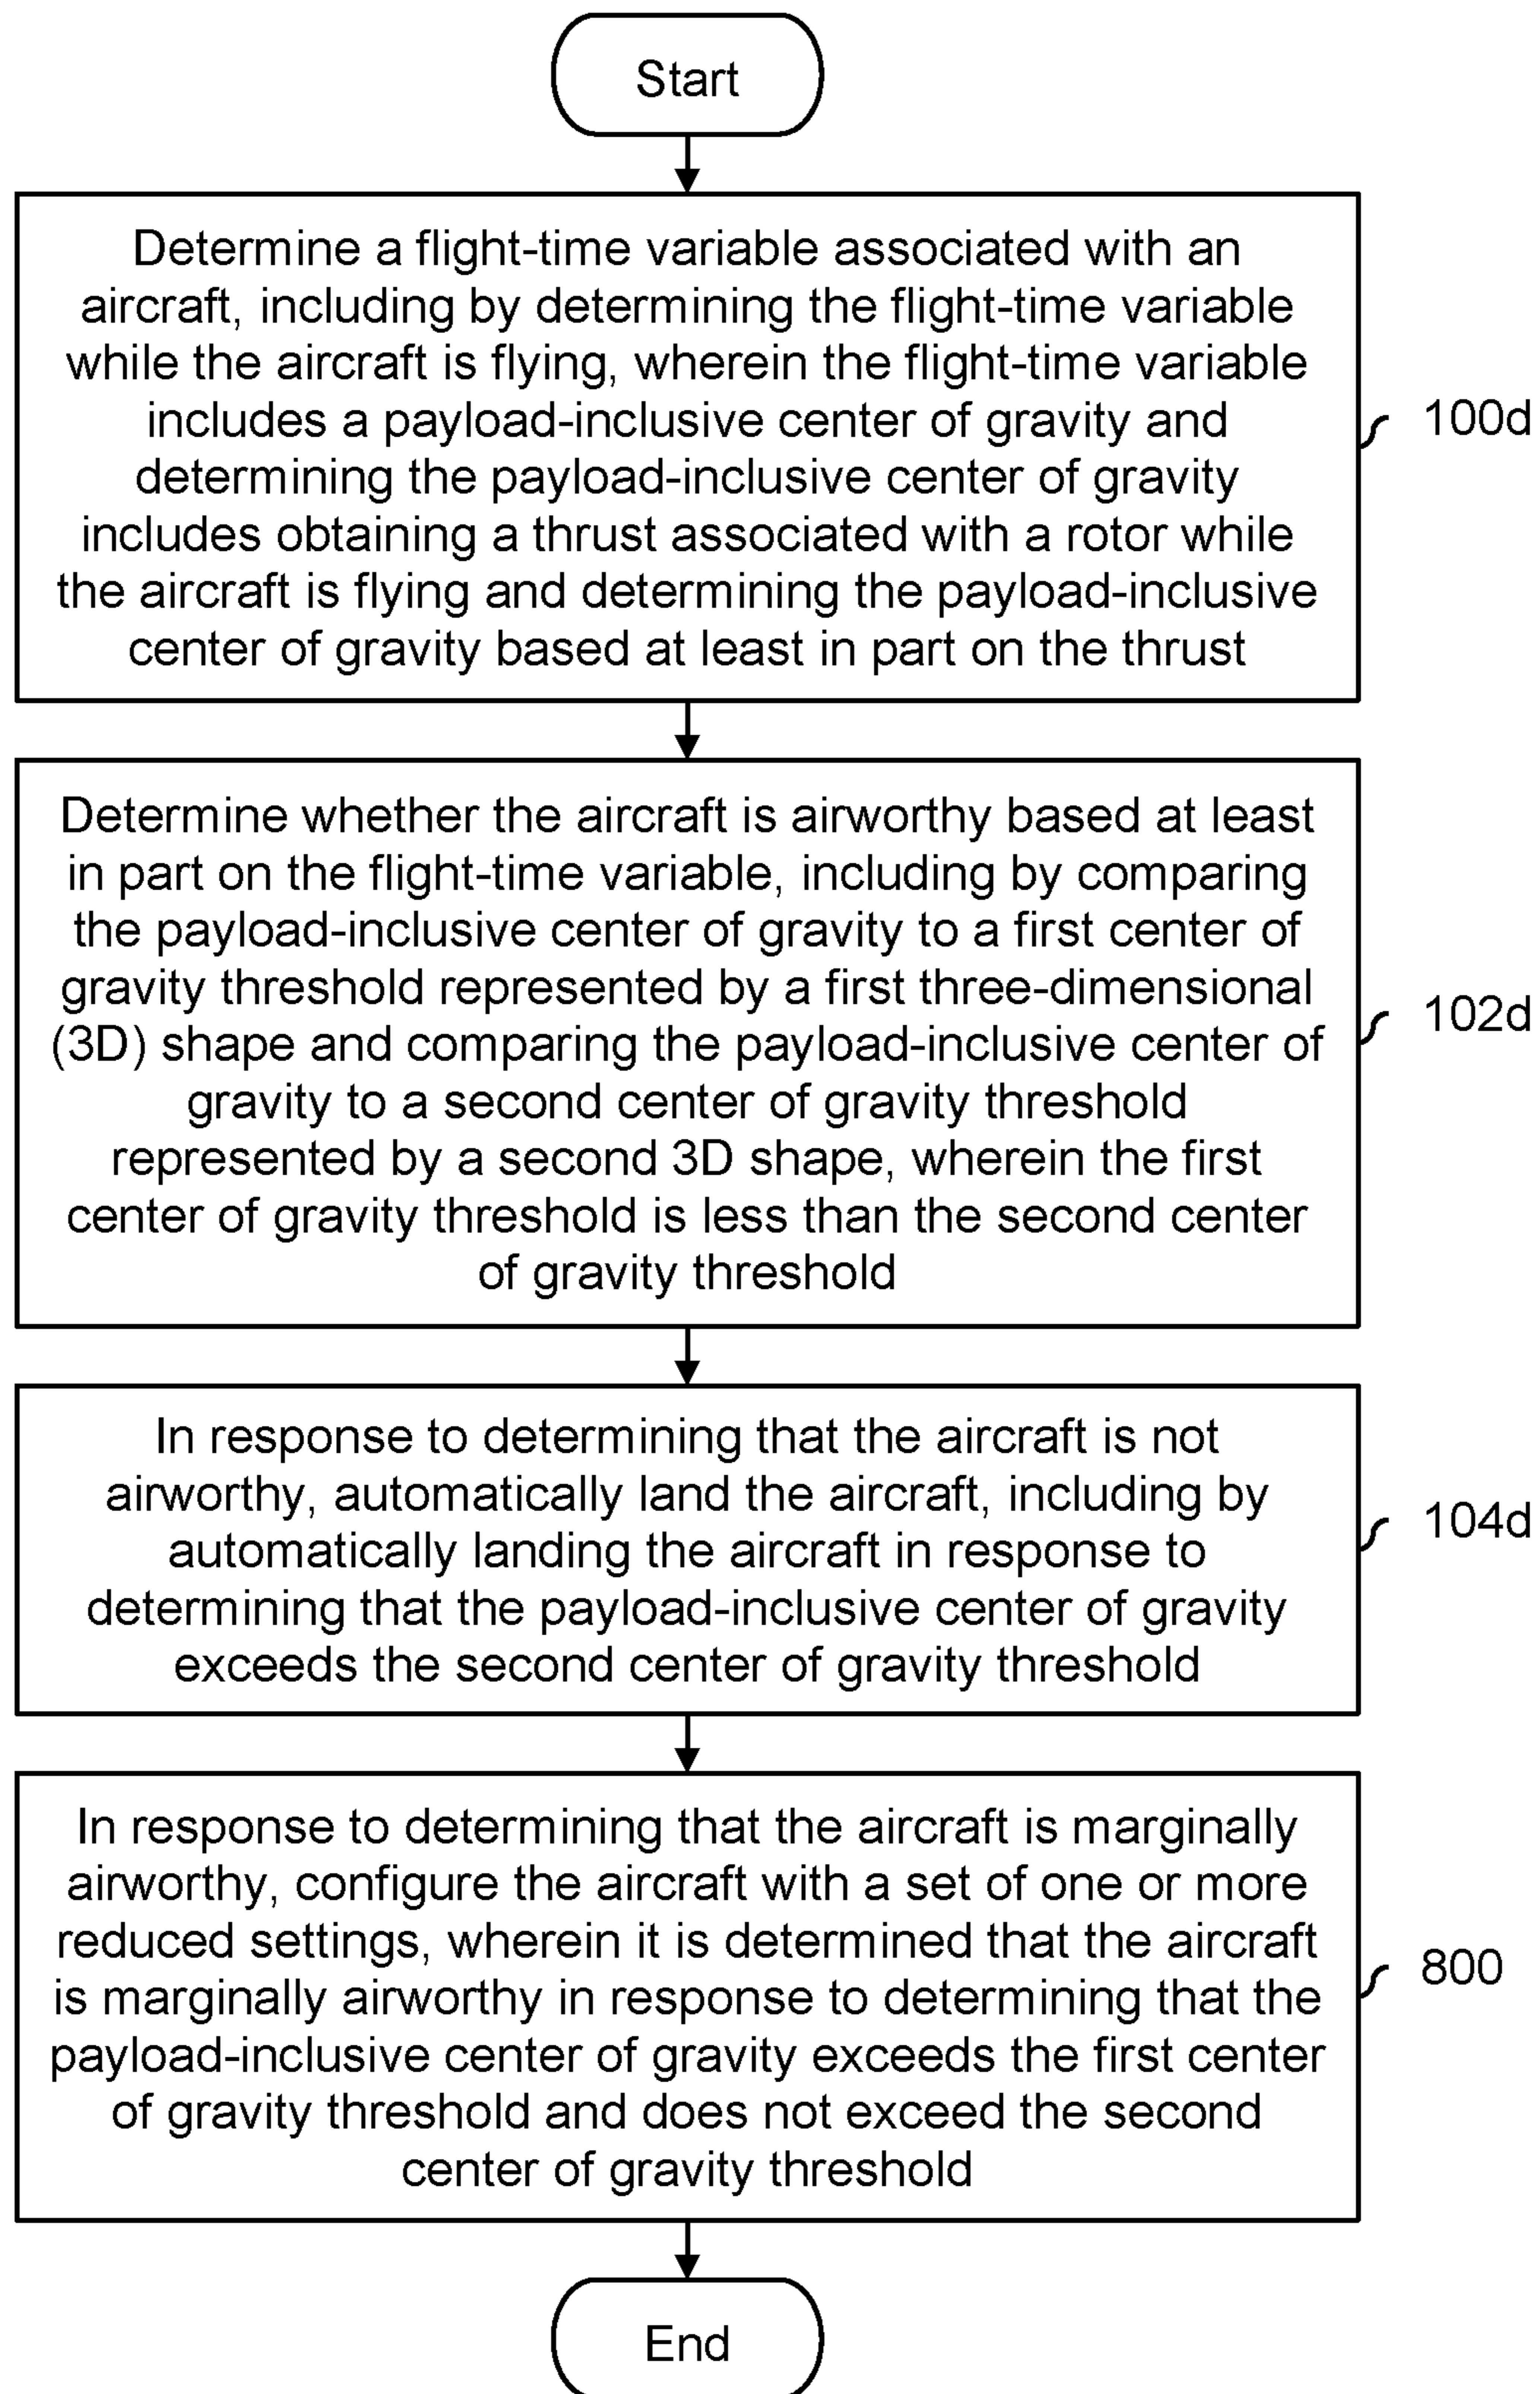 Start
Determine a flight-time variable associated with an
aircraft, including by determining the flight-time variable
while the aircraft is flying, wherein the flight-time variable
includes a payload-inclusive center of gravity and
determining the payload-inclusive center of gravity
includes obtaining a thrust associated with a rotor while
the aircraft is flying and determining the payload-inclusive
center of gravity based at least in part on the thrust
100d
Determine whether the aircraft is airworthy based at least
in part on the flight-time variable, including by comparing
the payload-inclusive center of gravity to a first center of
gravity threshold represented by a first three-dimensional
(3D) shape and comparing the payload-inclusive center of
gravity to a second center of gravity threshold
represented by a second 3D shape, wherein the first
center of gravity threshold is less than the second center
of gravity threshold
102d
In response to determining that the aircraft is not
airworthy, automatically land the aircraft, including by
automatically landing the aircraft in response to
determining that the payload-inclusive center of gravity
exceeds the second center of gravity threshold
104d
In response to determining that the aircraft is marginally
airworthy, configure the aircraft with a set of one or more
reduced settings, wherein it is determined that the aircraft
is marginally airworthy in response to determining that the
payload-inclusive center of gravity exceeds the first center
of gravity threshold and does not exceed the second
center of gravity threshold
800
End